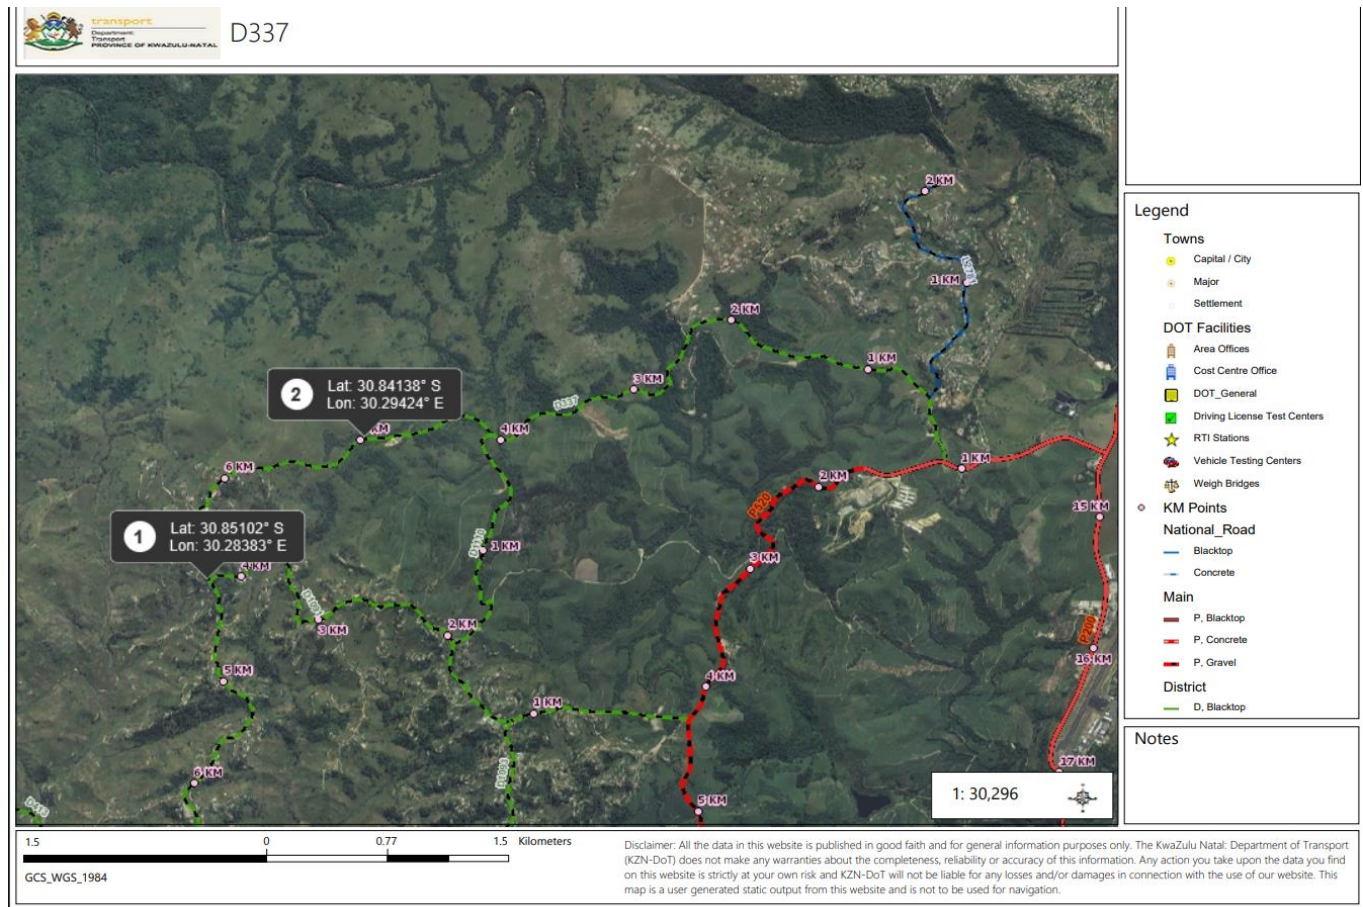 transport
Department:
Transport
PROVINCE OF KWAZULU-NATAL
D337
2 KM
1 KM
2 KM
1 KM
3 KM
D337
2
Lat: 30.84138° S
Lon: 30.29424° E
KM
4 KM
6 KM
1 KM
2 KM
P520
15 KM
1
Lat: 30.85102° S
Lon: 30.28383° E
4 KM
1 KM
3 KM
3 KM
2 KM
P200
16 KM
5 KM
4 KM
1 KM
6 KM
17 KM
5 KM
1: 30,296
Legend
Towns
Capital / City
Major
Settlement
DOT Facilities
Area Offices
Cost Centre Office
DOT_General
Driving License Test Centers
RTI Stations
Vehicle Testing Centers
Weigh Bridges
KM Points
National_Road
Blacktop
Concrete
Main
P, Blacktop
P, Concrete
P, Gravel
District
D, Blacktop
Notes
1.5 0 0.77 1.5 Kilometers
GCS_WGS_1984
Disclaimer: All the data in this website is published in good faith and for general information purposes only. The KwaZulu Natal: Department of Transport
(KZN-DoT) does not make any warranties about the completeness, reliability or accuracy of this information. Any action you take upon the data you find
on this website is strictly at your own risk and KZN-DoT will not be liable for any losses and/or damages in connection with the use of our website. This
map is a user generated static output from this website and is not to be used for navigation.